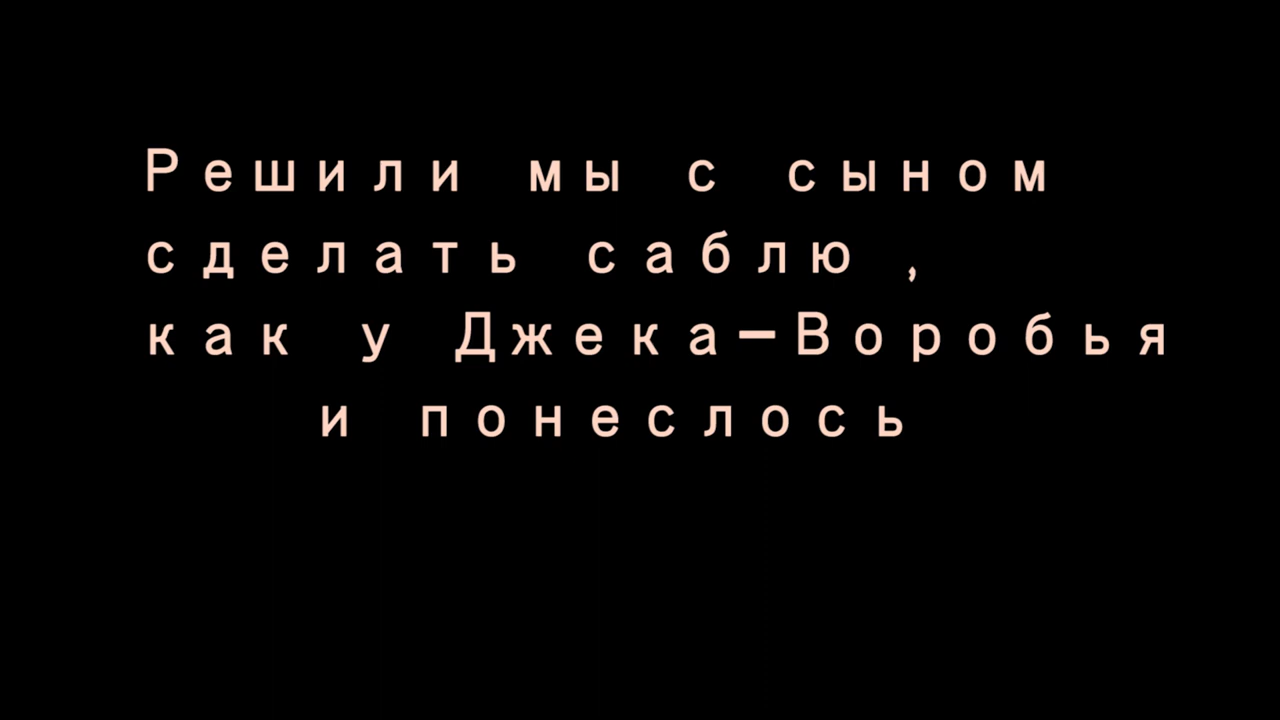 Решили мы с сыном
сделать саблю ,
как у Джека-Воробья
и понеслось